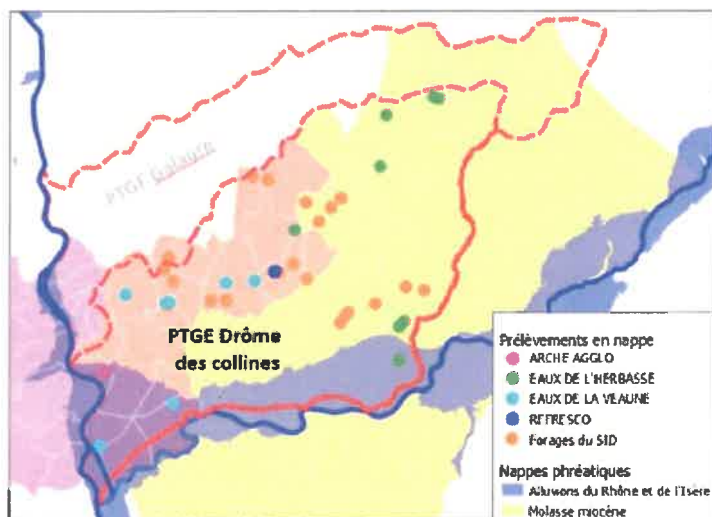 PTGE Galaure
PTGE Drôme
des collines
Prélèvements en nappe
ARCHE AGGLO
EAUX DE L'HERBASSE
EAUX DE LA VEAUNE
REFRESCO
Forages du SID
Nappes phréatiques
Alluvions du Rhône et de l'Isère
Molasse miocène